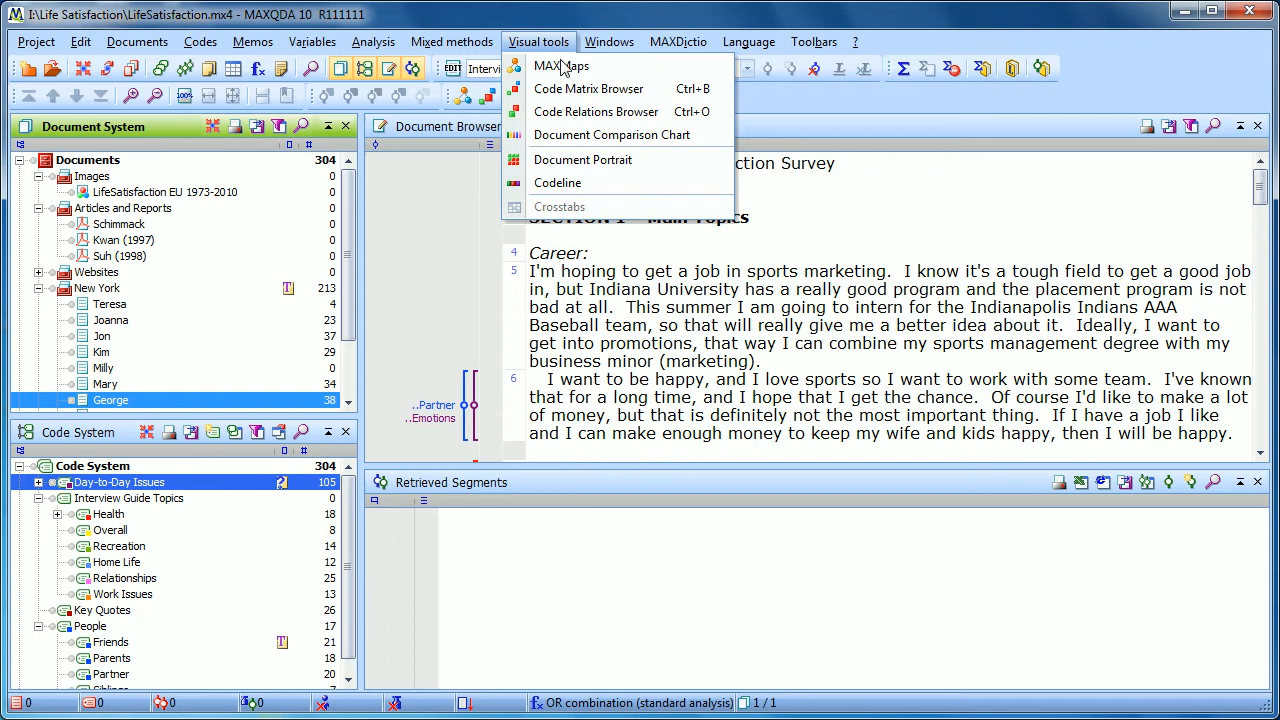 I:\Life Satisfaction\LifeSatisfaction.mx4 - MAXQDA 10 R111111
Project Edit Documents Codes Variables Analysis Mixed methods Visual tools Windows MAXDictio Language Toolbars ?
EDIT Intervi
100%
MAXMaps
Code Matrix Browser Ctrl+B
Code Relations Browser Ctrl+O
Document Comparison Chart
Document Portrait
Codeline
Crosstabs
Document System
Documents 304
Images 0
LifeSatisfaction EU 1973-2010 0
Articles and Reports 0
Schimmack 0
Kwan (1997) 0
Suh (1998) 0
Websites 0
New York 213
Teresa 4
Joanna 23
Jon 37
Kim 29
Milly 0
Mary 34
George 38
Code System
Code System 304
Day-to-Day Issues 105
Interview Guide Topics 0
Health 18
Overall 8
Recreation 14
Home Life 12
Relationships 25
Work Issues 13
Key Quotes 26
People 17
Friends 21
Parents 18
Partner 20
Document Browser
ction Survey
SECTION I - Main Topics
4 Career:
5 I'm hoping to get a job in sports marketing. I know it's a tough field to get a good job
in, but Indiana University has a really good program and the placement program is not
bad at all. This summer I am going to intern for the Indianapolis Indians AAA
Baseball team, so that will really give me a better idea about it. Ideally, I want to
get into promotions, that way I can combine my sports management degree with my
business minor (marketing).
6 I want to be happy, and I love sports so I want to work with some team. I've known
that for a long time, and I hope that I get the chance. Of course I'd like to make a lot
of money, but that is definitely not the most important thing. If I have a job I like
and I can make enough money to keep my wife and kids happy, then I will be happy.
..Partner
..Emotions
Retrieved Segments
0 0 0 0 OR combination (standard analysis) 1 / 1